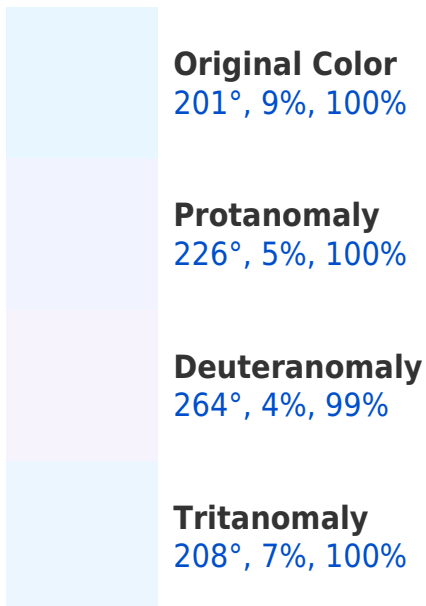 Original Color
201°, 9%, 100%
Protanomaly
226°, 5%, 100%
Deuteranomaly
264°, 4%, 99%
Tritanomaly
208°, 7%, 100%